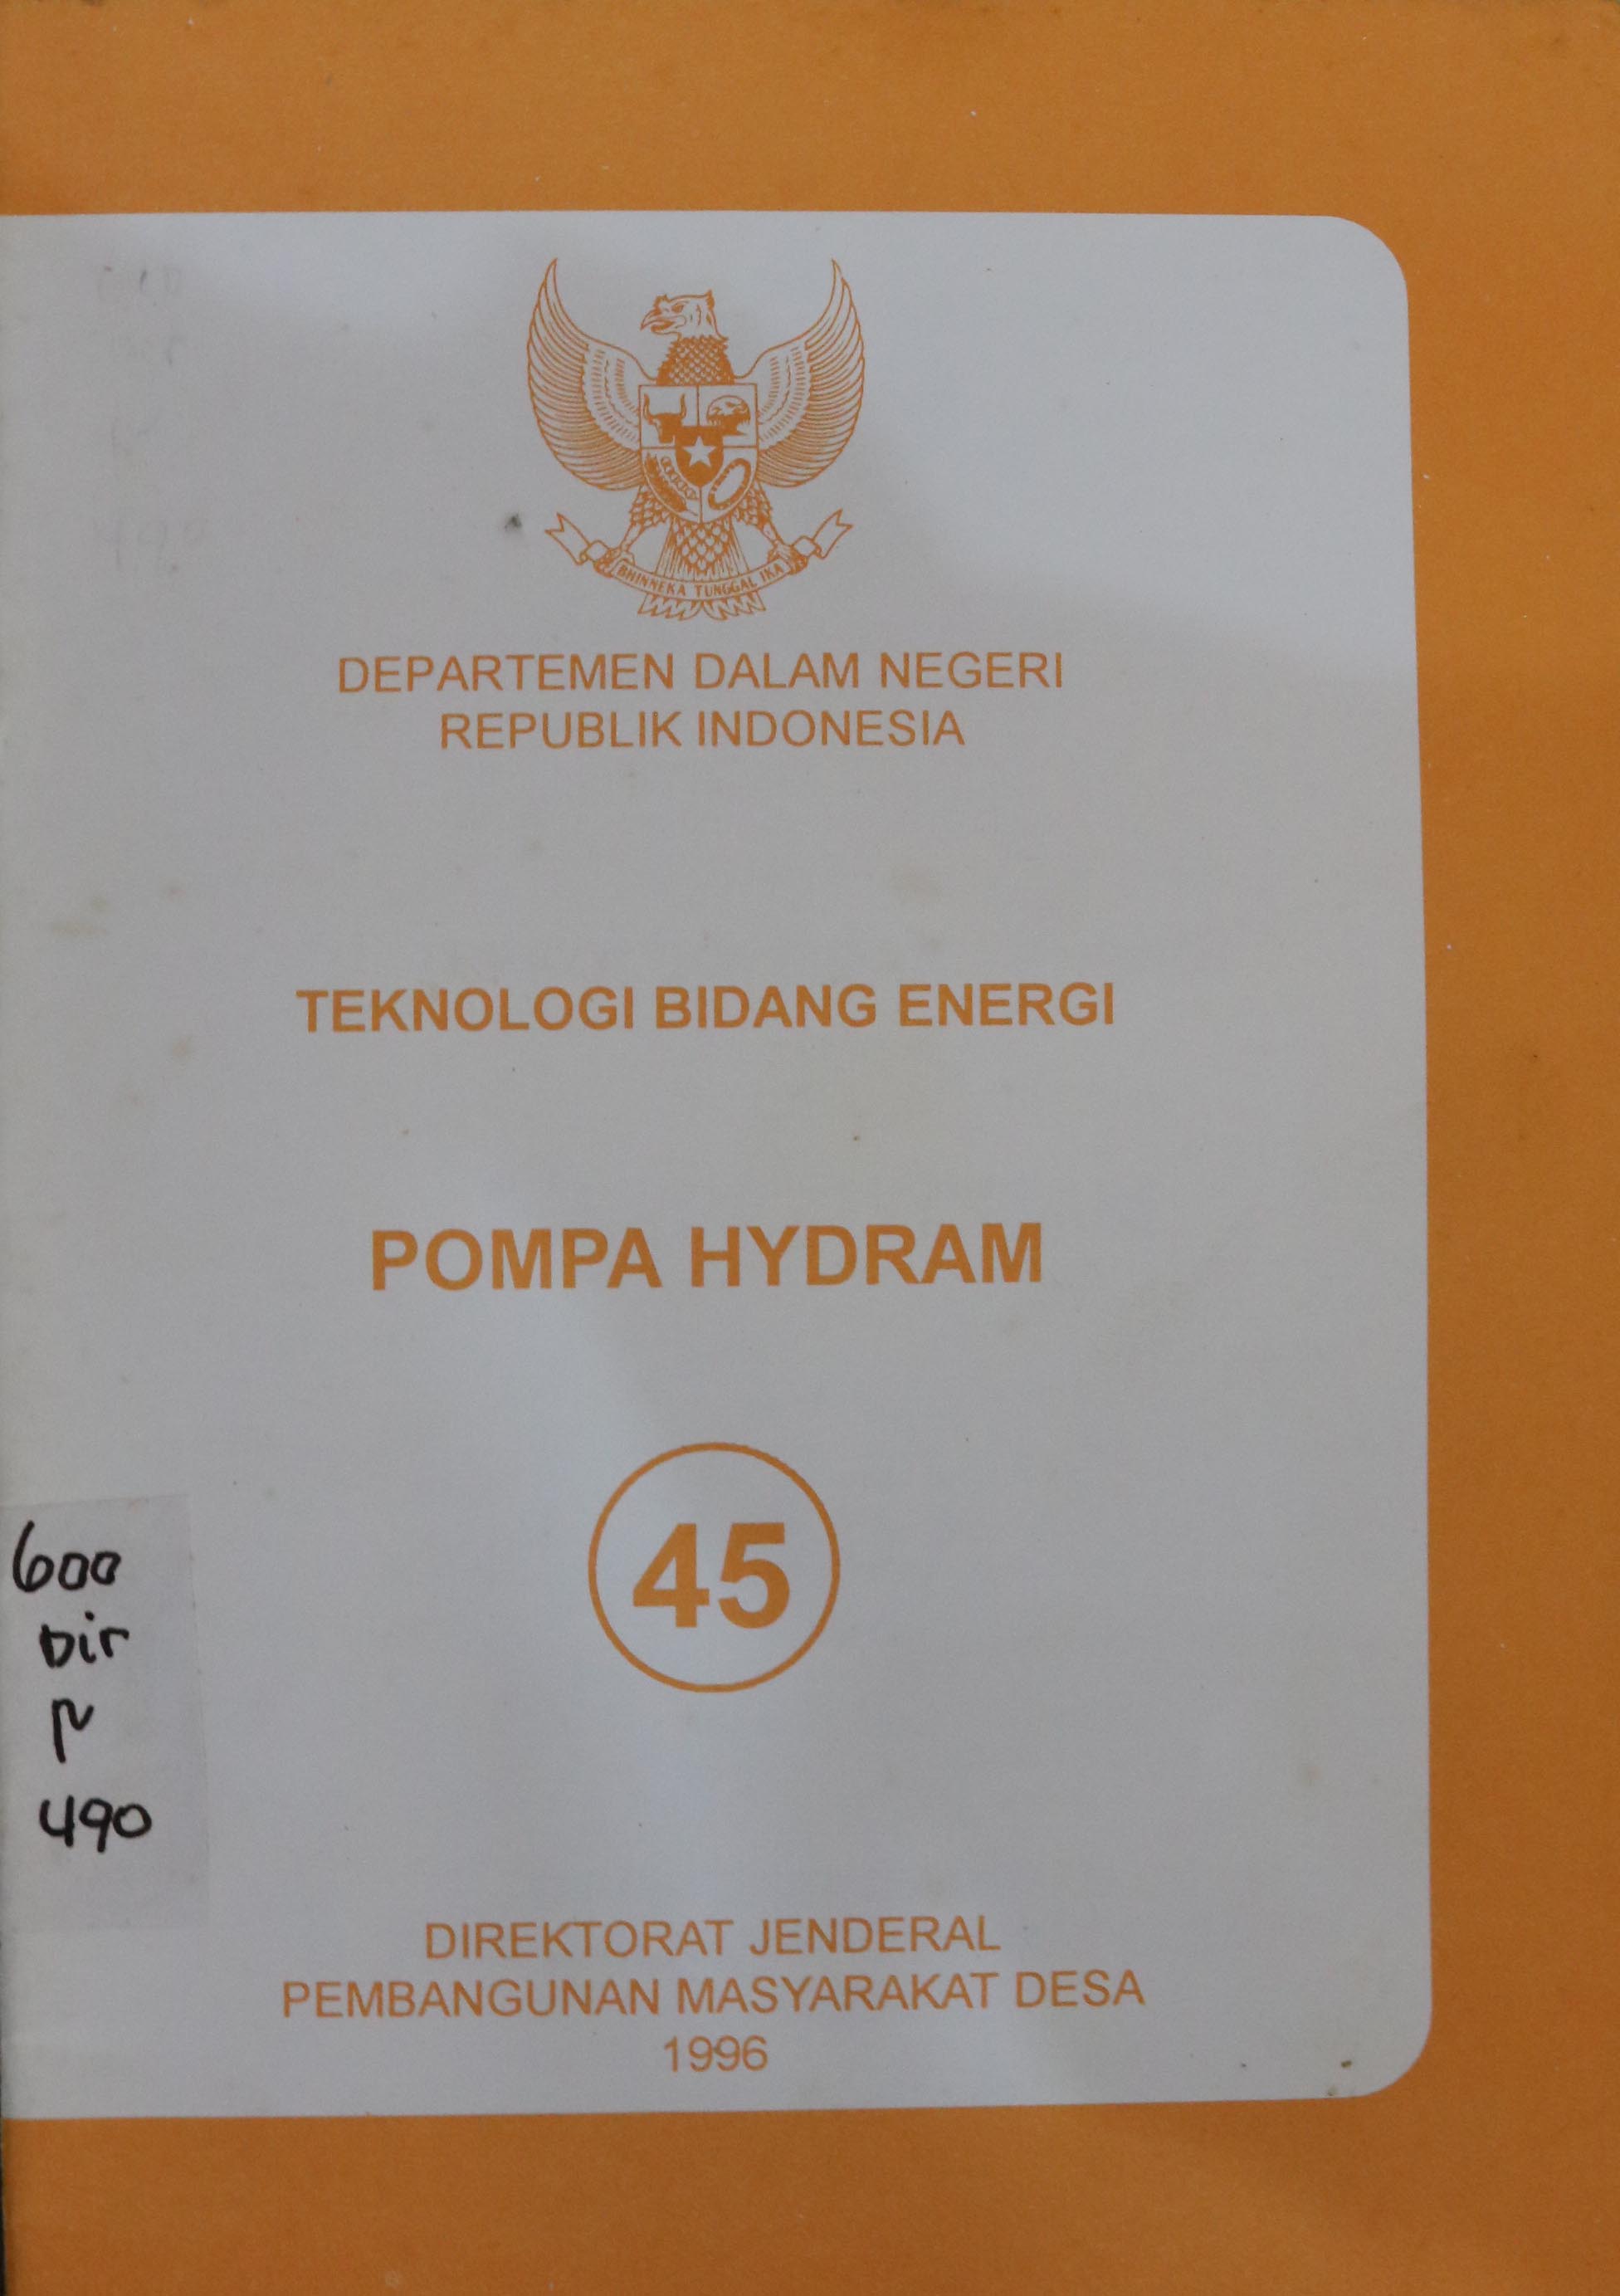 BHINNEKA TUNGGAL IKA
DEPARTEMEN DALAM NEGERI
REPUBLIK INDONESIA
TEKNOLOGI BIDANG ENERGI
POMPA HYDRAM
45
600
Dir
p
490
DIREKTORAT JENDERAL
PEMBANGUNAN MASYARAKAT DESA
1996